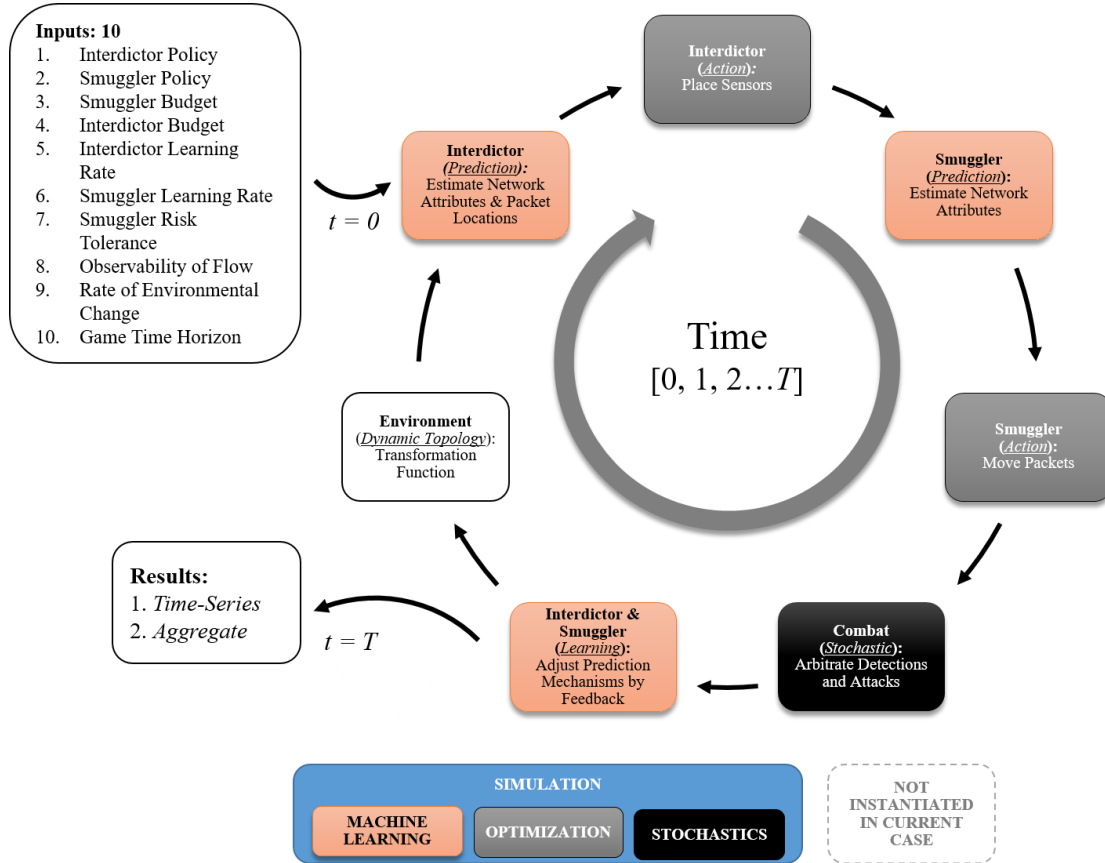 Inputs: 10
1. Interdictor Policy
2. Smuggler Policy
3. Smuggler Budget
4. Interdictor Budget
5. Interdictor Learning
Rate
6. Smuggler Learning Rate
7. Smuggler Risk
Tolerance
8. Observability of Flow
9. Rate of Environmental
Change
10. Game Time Horizon
t = 0
Interdictor
(Prediction):
Estimate Network
Attributes & Packet
Locations
Interdictor
(Action):
Place Sensors
Smuggler
(Prediction):
Estimate Network
Attributes
Smuggler
(Action):
Move Packets
Combat
(Stochastic):
Arbitrate Detections
and Attacks
Interdictor &
Smuggler
(Learning):
Adjust Prediction
Mechanisms by
Feedback
Environment
(Dynamic Topology):
Transformation
Function
Time
[0, 1, 2…T]
Results:
1. Time-Series
2. Aggregate
t = T
SIMULATION
MACHINE
LEARNING
OPTIMIZATION
STOCHASTICS
NOT
INSTANTIATED
IN CURRENT
CASE